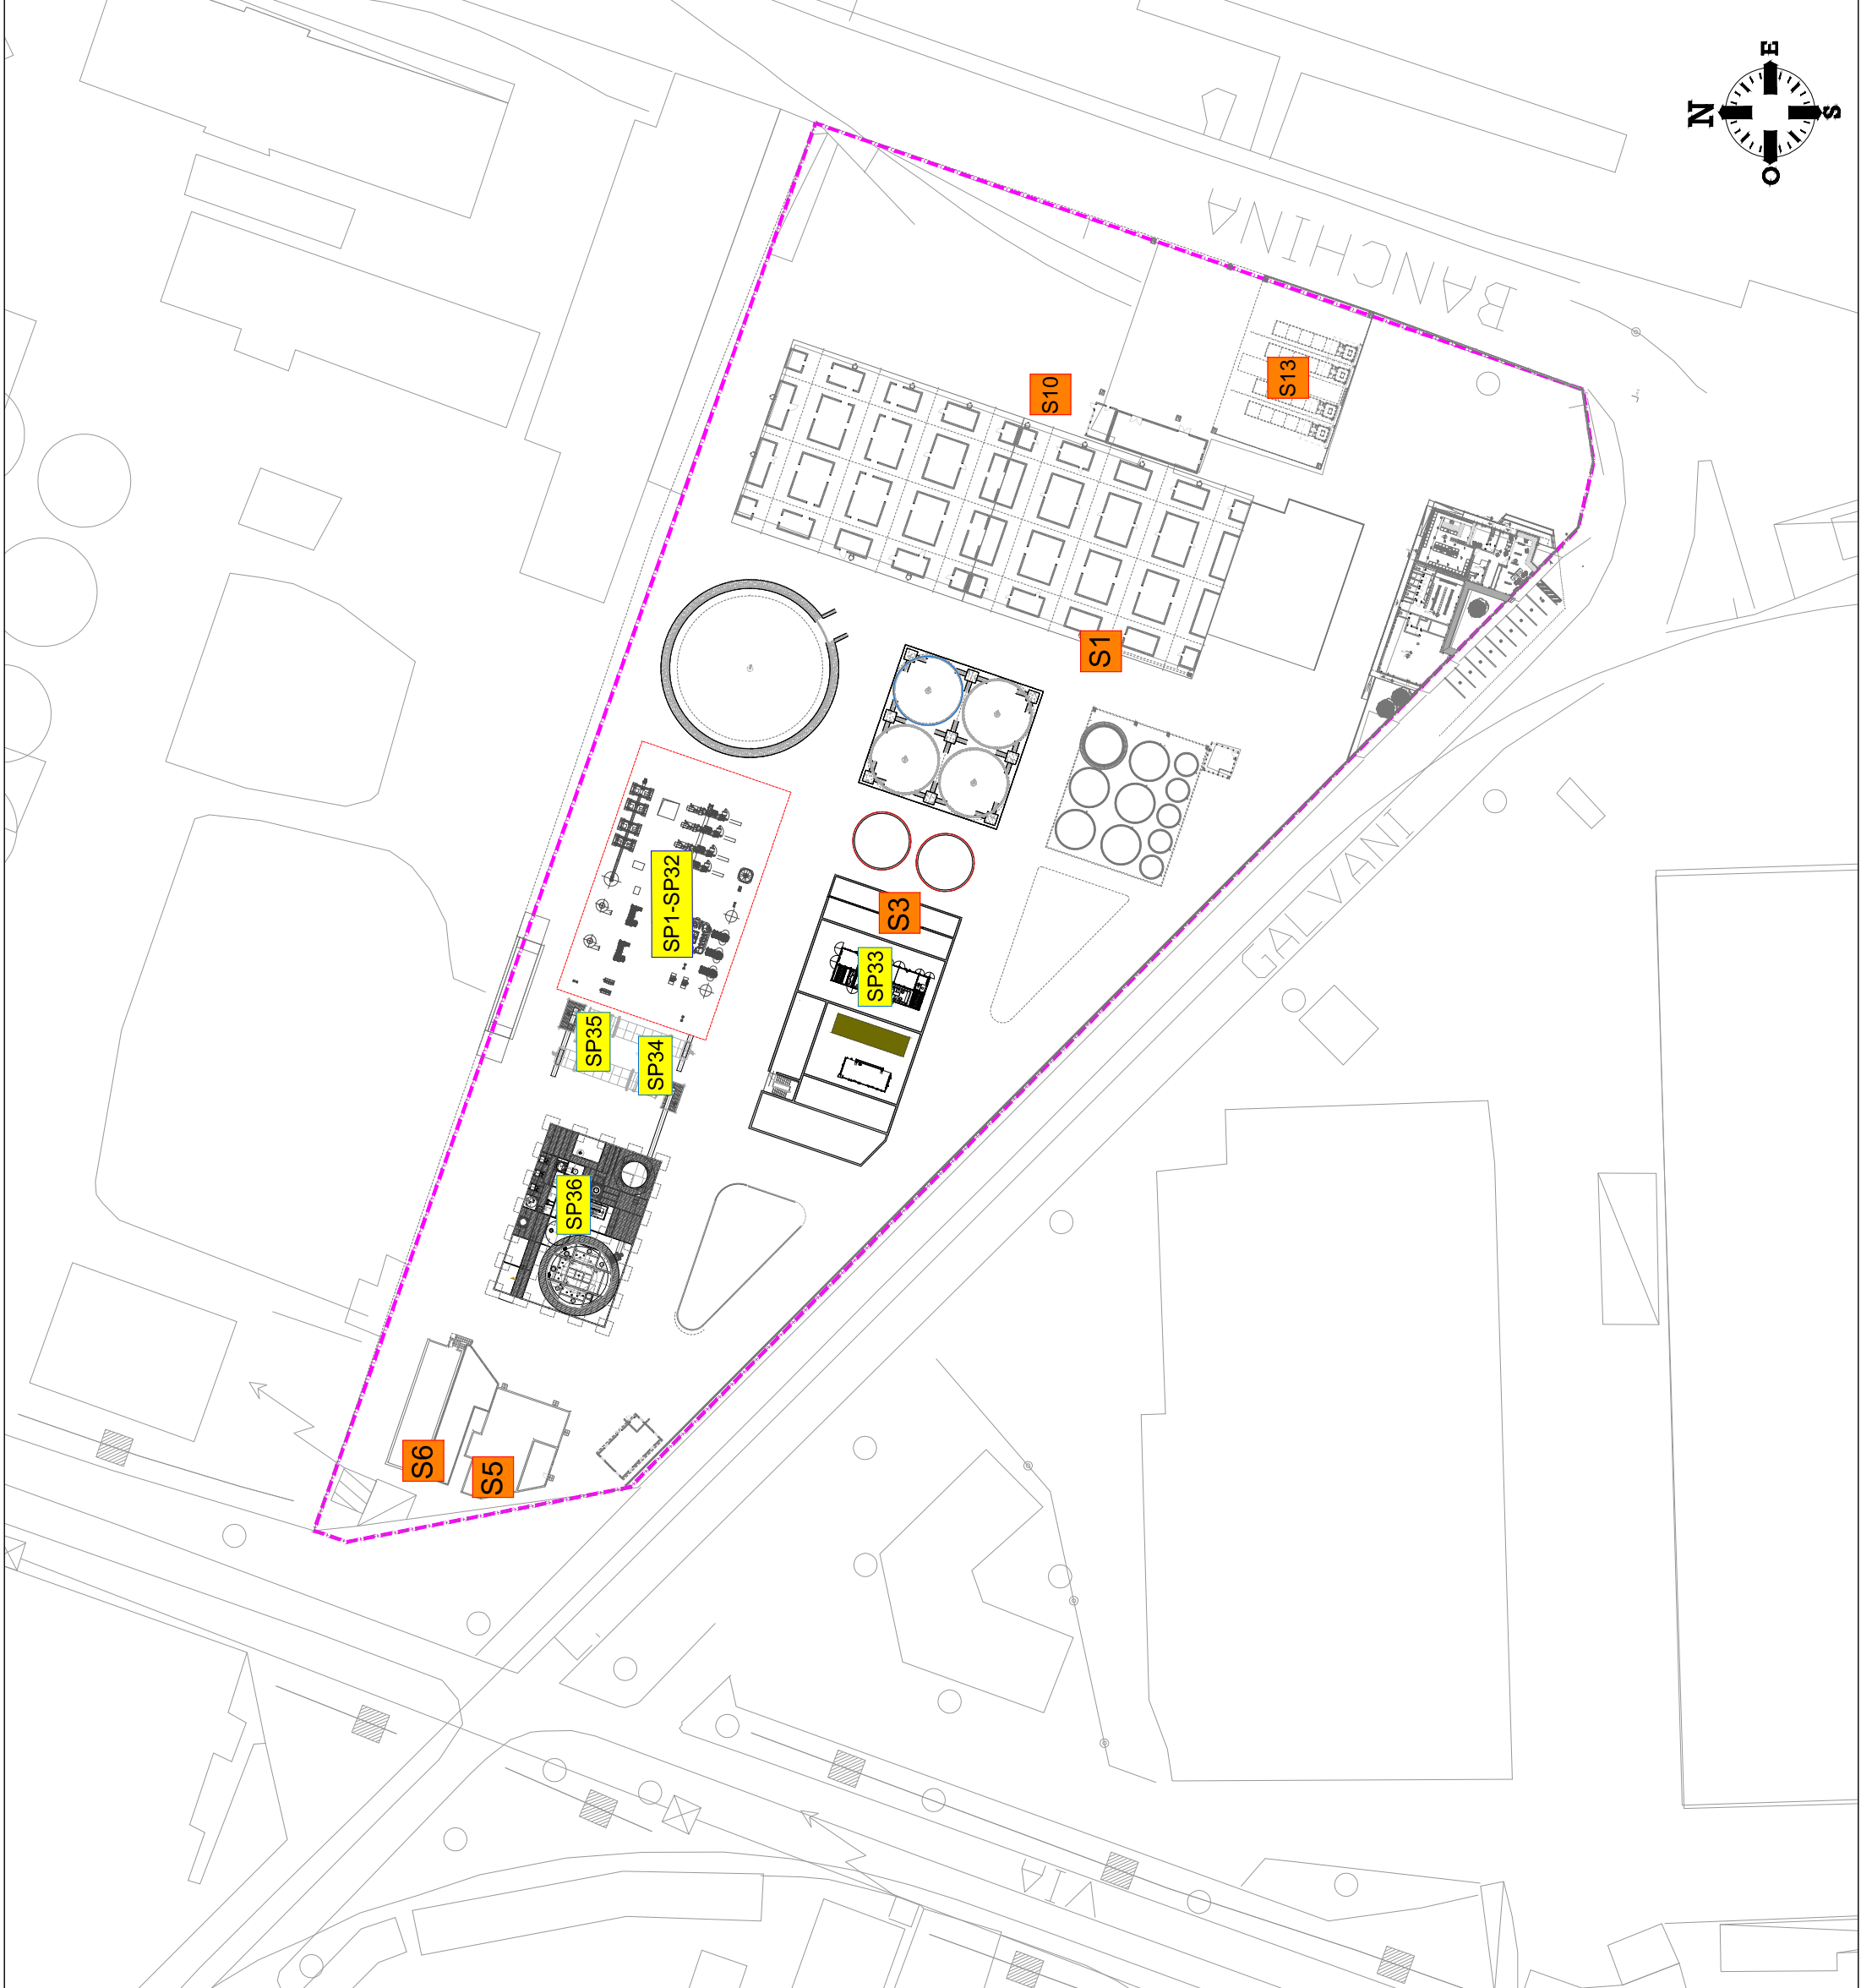 N
E
S
O
BANCHINA
S10
S13
S1
SP1-SP32
S3
SP33
SP35
SP34
SP36
GALVANI
S6
S5
VIA